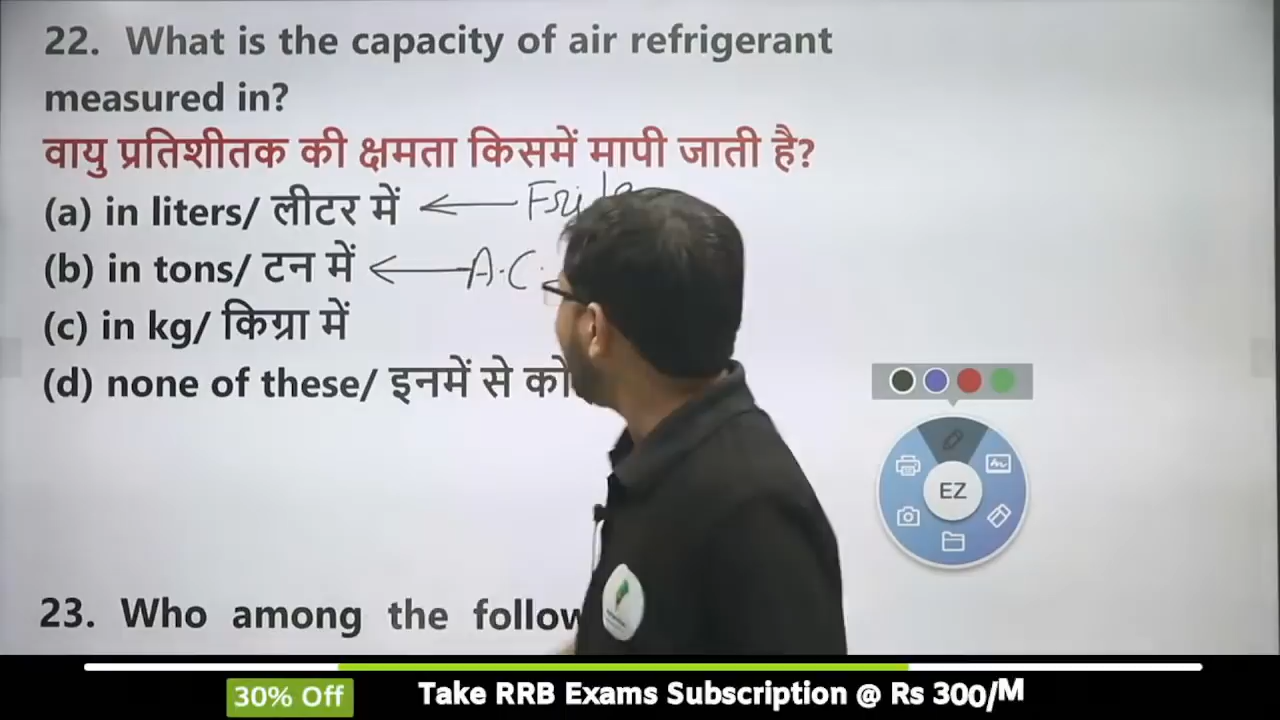 22. What is the capacity of air refrigerant
measured in?
वायु प्रतिशीतक की क्षमता किसमें मापी जाती है?
(a) in liters/ लीटर में
(b) in tons/ टन में ← A.C.
(c) in kg/ किग्रा में
(d) none of these/ इनमें से
23. Who among the
EZ
30% Off Take RRB Exams Subscription @ Rs 300/M